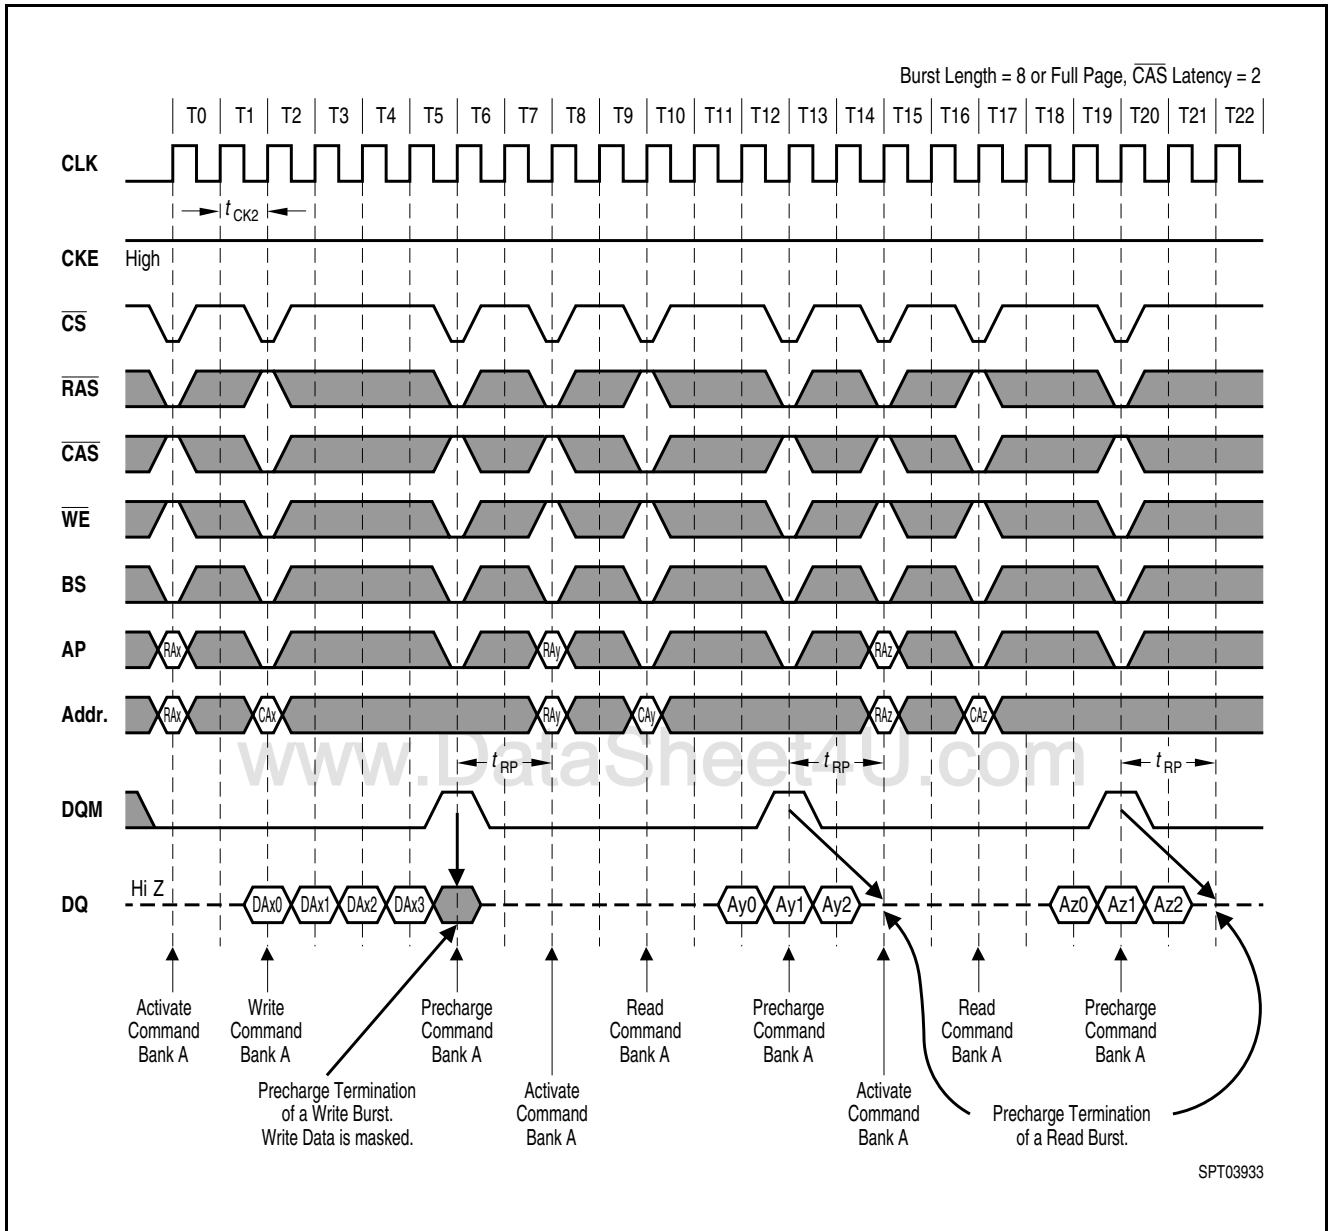 Burst Length = 8 or Full Page, CAS Latency = 2
T0 T1 T2 T3 T4 T5 T6 T7 T8 T9 T10 T11 T12 T13 T14 T15 T16 T17 T18 T19 T20 T21 T22
CLK
t CK2
CKE High
CS
RAS
CAS
WE
BS
AP RAx RAy RAz
Addr. RAx CAx RAy CAy RAz CAz
www.DataSheet4U.com
t RP t RP t RP
DQM
DQ Hi Z DAx0 DAx1 DAx2 DAx3 Ay0 Ay1 Ay2 Az0 Az1 Az2
Activate Command Bank A
Write Command Bank A
Precharge Command Bank A
Read Command Bank A
Precharge Command Bank A
Read Command Bank A
Precharge Command Bank A
Precharge Termination
of a Write Burst.
Write Data is masked.
Activate Command Bank A
Activate Command Bank A
Precharge Termination
of a Read Burst.
SPT03933